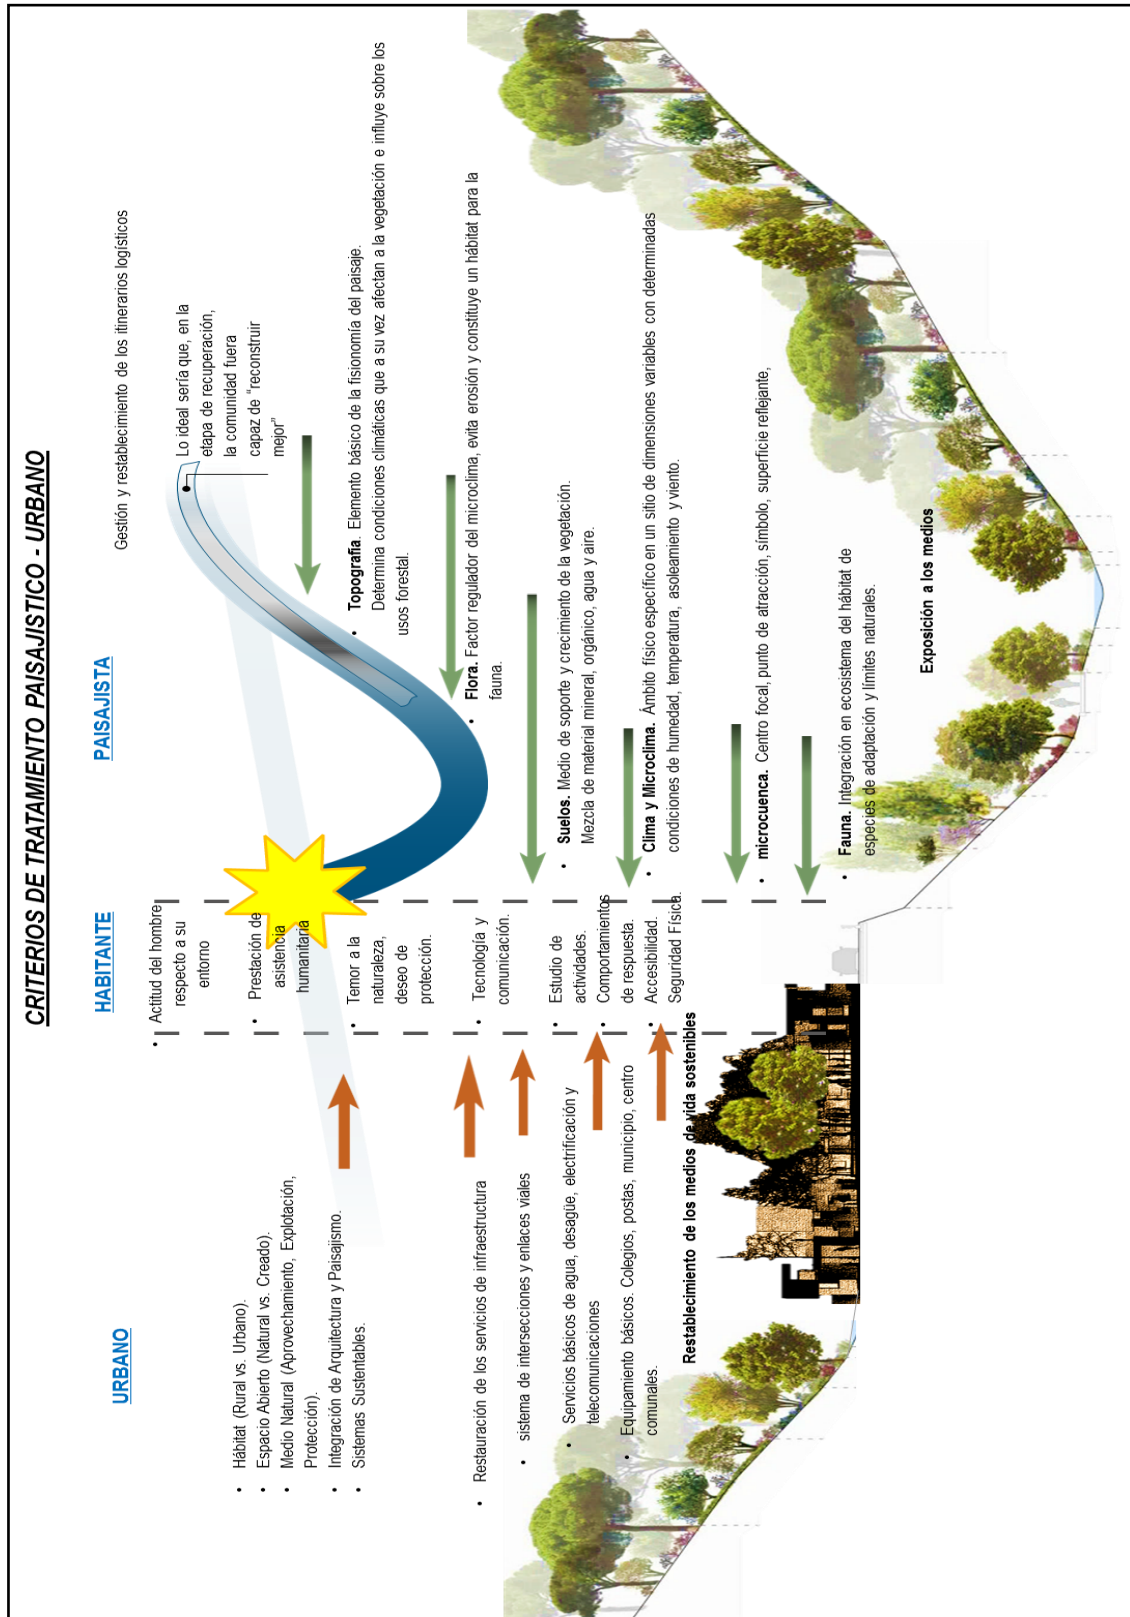 CRITERIOS DE TRATAMIENTO PAISAJISTICO - URBANO
URBANO
HABITANTE
PAISAJISTA
Gestión y restablecimiento de los itinerarios logísticos
Lo ideal sería que, en la
etapa de recuperación,
la comunidad fuera
capaz de “reconstruir
mejor”
• Hábitat (Rural vs. Urbano).
• Espacio Abierto (Natural vs. Creado).
• Medio Natural (Aprovechamiento, Explotación,
Protección).
• Integración de Arquitectura y Paisajismo.
• Sistemas Sustentables.
• Restauración de los servicios de infraestructura
• sistema de intersecciones y enlaces viales
• Servicios básicos de agua, desagüe, electrificación y
telecomunicaciones
• Equipamiento básicos. Colegios, postas, municipio, centro
comunales.
Restablecimiento de los medios de vida sostenibles
• Actitud del hombre
respecto a su
entorno
• Prestación de
asistencia
humanitaria
• Temor a la
naturaleza,
deseo de
protección.
• Tecnología y
comunicación.
• Estudio de
actividades.
• Comportamientos
de respuesta.
• Accesibilidad.
Seguridad Física.
• Topografía. Elemento básico de la fisionomía del paisaje.
Determina condiciones climáticas que a su vez afectan a la vegetación e influye sobre los
usos forestal.
• Flora. Factor regulador del microclima, evita erosión y constituye un hábitat para la
fauna.
• Suelos. Medio de soporte y crecimiento de la vegetación.
Mezcla de material mineral, orgánico, agua y aire.
• Clima y Microclima. Ámbito físico específico en un sitio de dimensiones variables con determinadas
condiciones de humedad, temperatura, asoleamiento y viento.
• microcuenca. Centro focal, punto de atracción, símbolo, superficie reflejante,
• Fauna. Integración en ecosistema del hábitat de
especies de adaptación y límites naturales.
Exposición a los medios